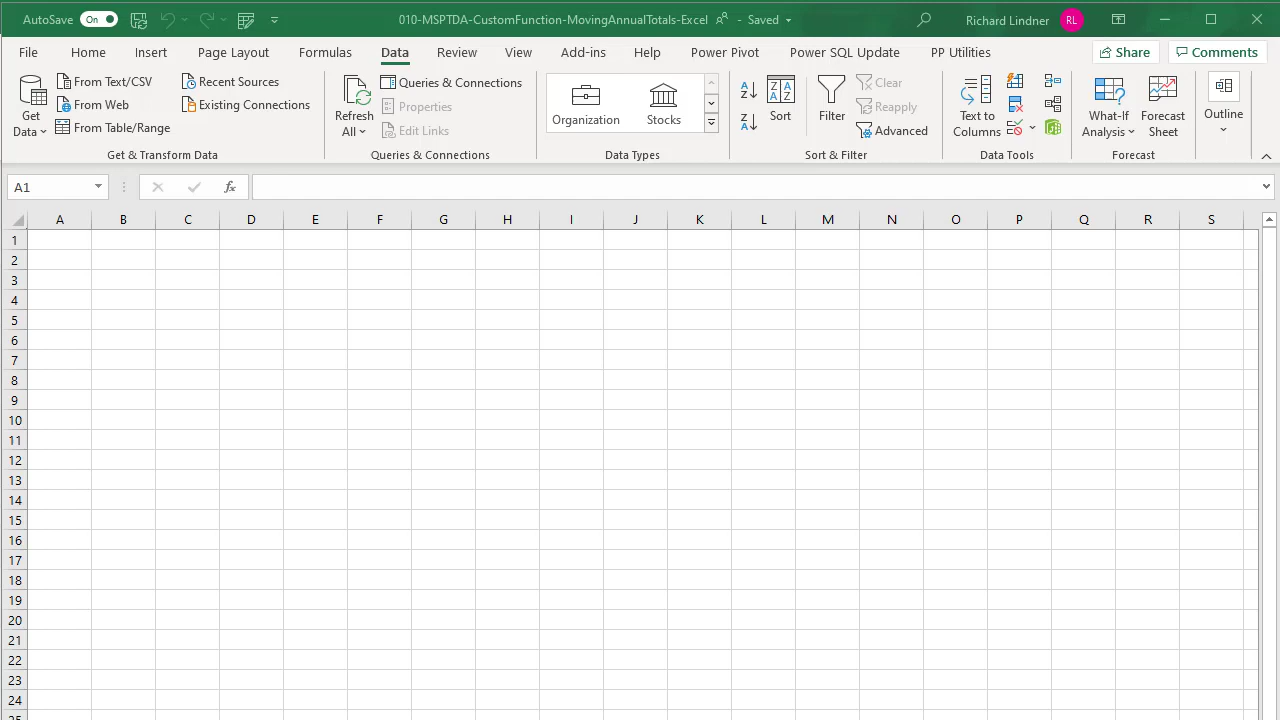 AutoSave On 010-MSPTDA-CustomFunction-MovingAnnualTotals-Excel - Saved Richard Lindner RL
File Home Insert Page Layout Formulas Data Review View Add-ins Help Power Pivot Power SQL Update PP Utilities Share Comments
Get Data
From Text/CSV
From Web
From Table/Range
Recent Sources
Existing Connections
Get & Transform Data
Refresh All
Queries & Connections
Properties
Edit Links
Queries & Connections
Organization Stocks
Data Types
Sort
Filter
Clear
Reapply
Advanced
Sort & Filter
Text to Columns
Data Tools
What-If Analysis
Forecast Sheet
Forecast
Outline
A1 fx
A B C D E F G H I J K L M N O P Q R S
1
2
3
4
5
6
7
8
9
10
11
12
13
14
15
16
17
18
19
20
21
22
23
24
25